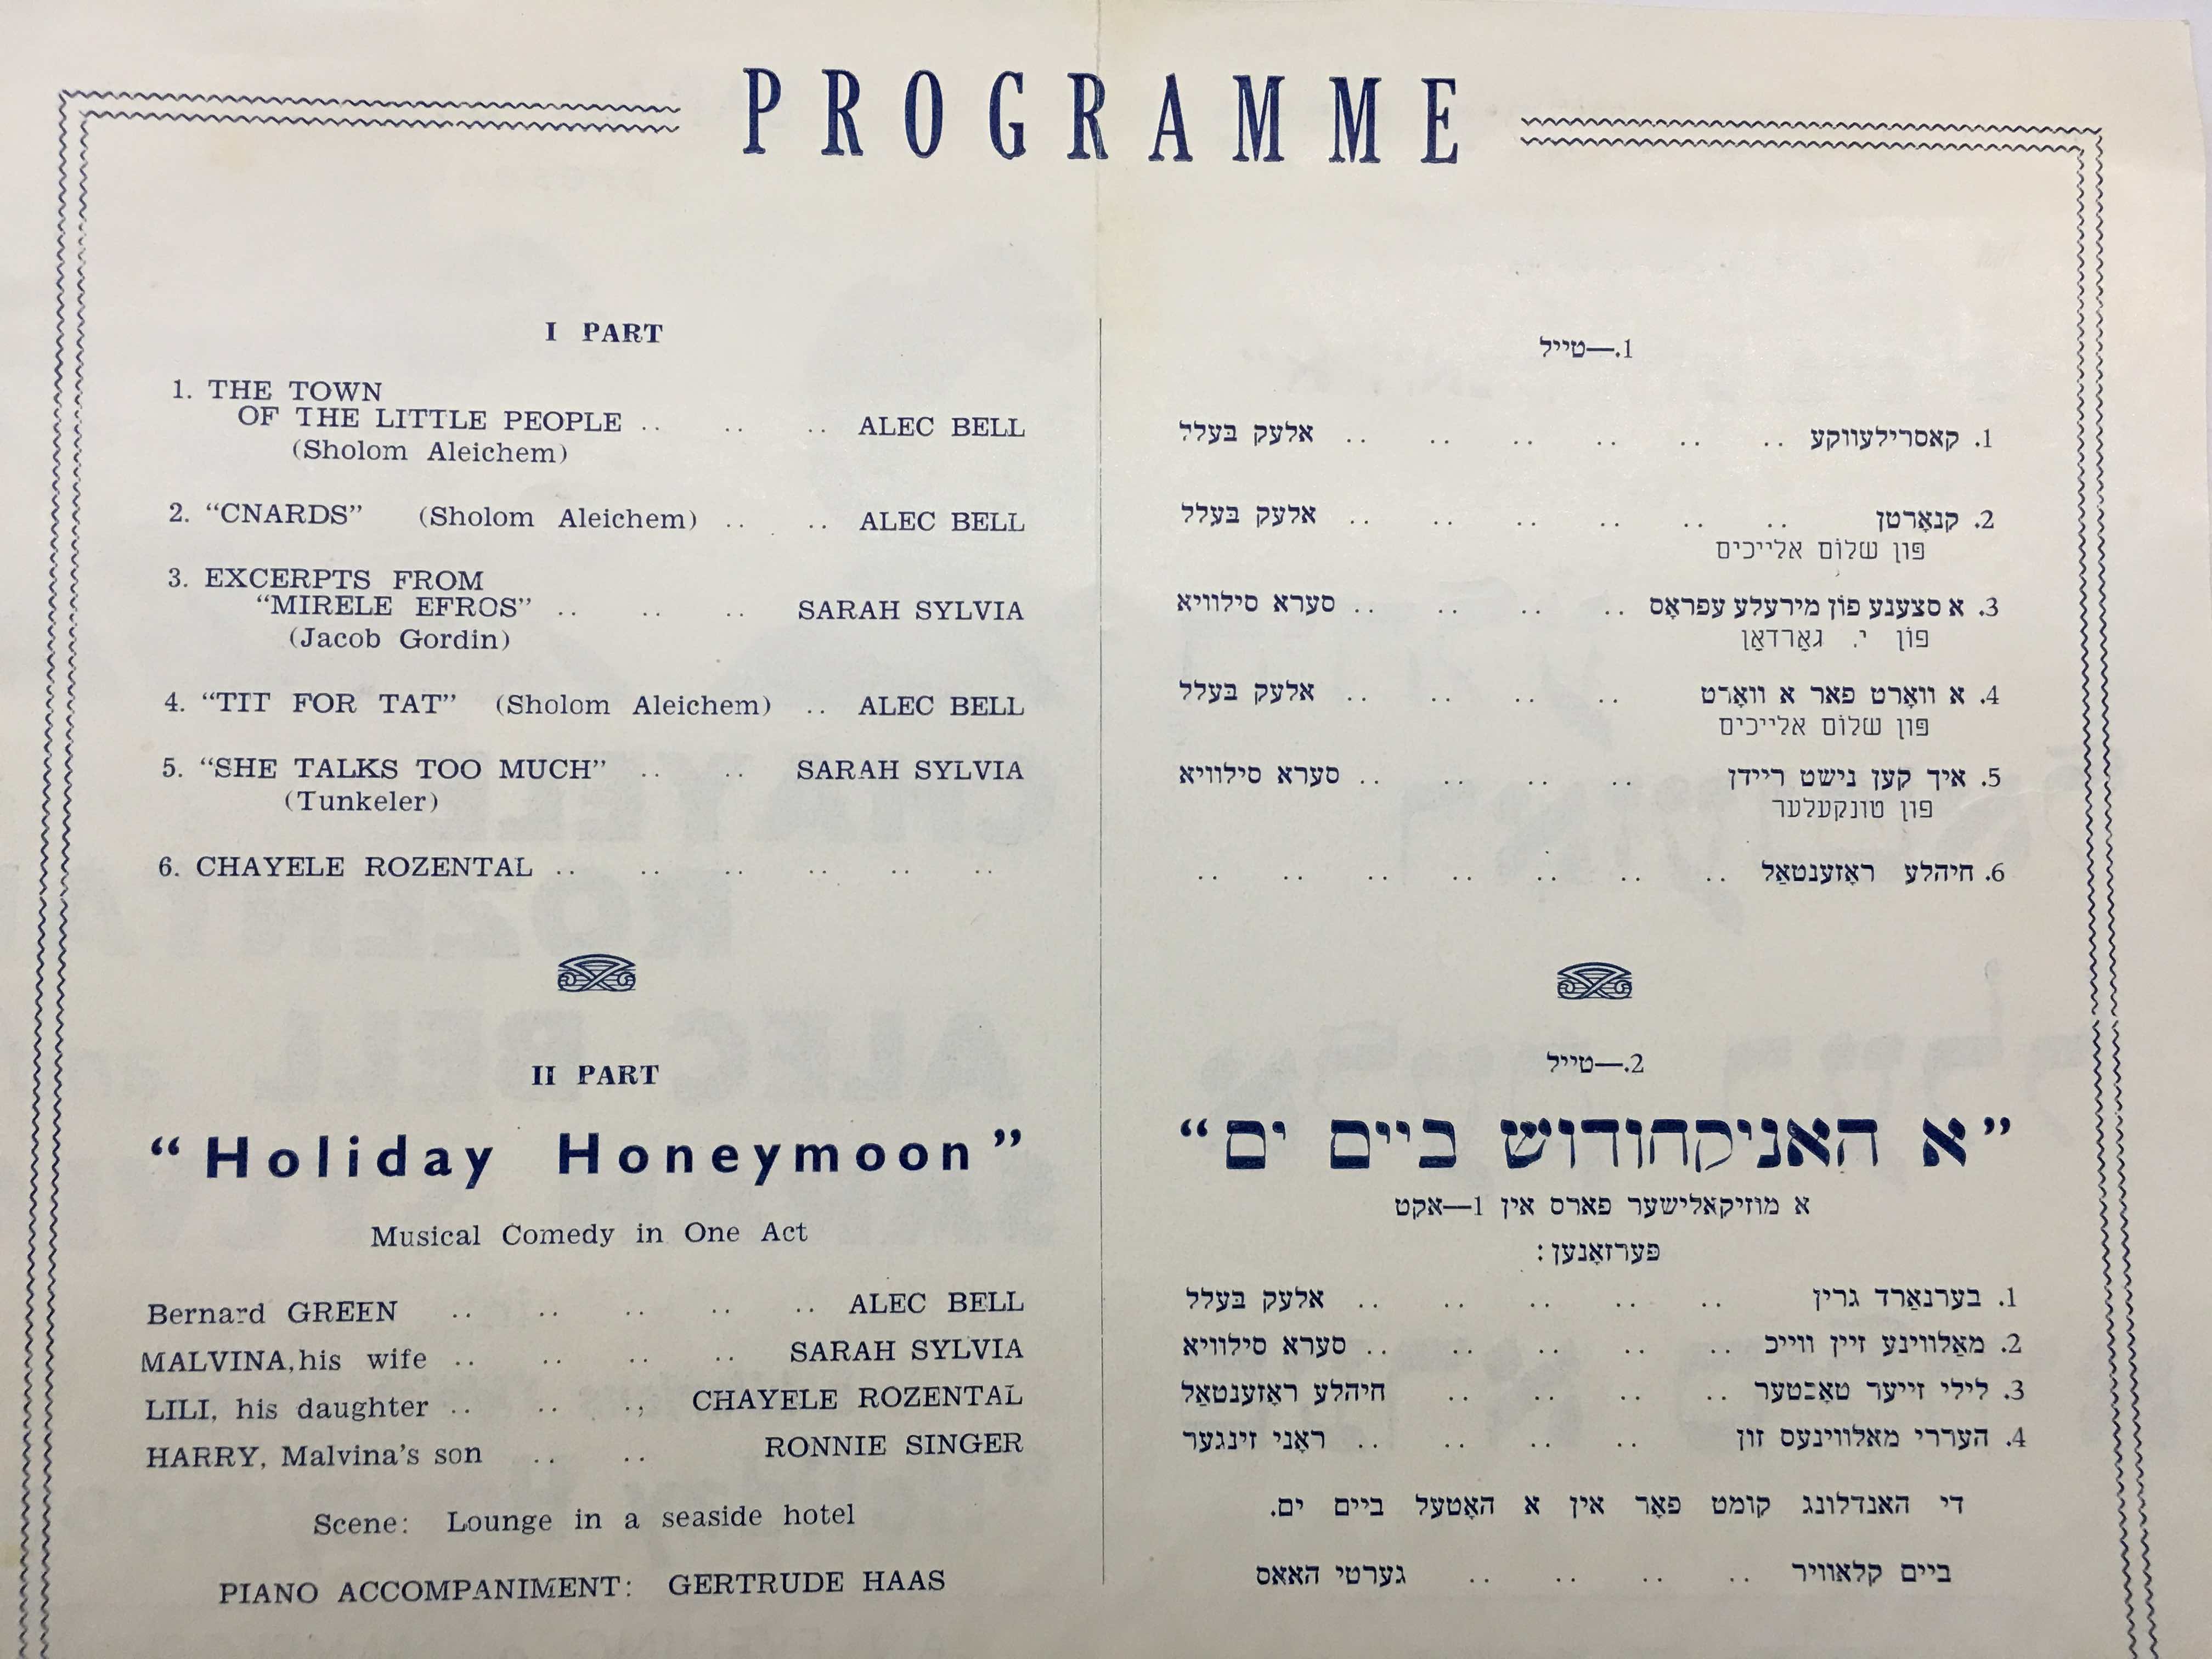 PROGRAMME
I PART
1. THE TOWN
OF THE LITTLE PEOPLE .. .. .. ALEC BELL
(Sholom Aleichem)
2. “CNARDS” (Sholom Aleichem) .. .. ALEC BELL
3. EXCERPTS FROM
“MIRELE EFROS” .. .. .. SARAH SYLVIA
(Jacob Gordin)
4. “TIT FOR TAT” (Sholom Aleichem) .. ALEC BELL
5. “SHE TALKS TOO MUCH” .. .. SARAH SYLVIA
(Tunkeler)
6. CHAYELE ROZENTAL .. .. .. .. .. ..
II PART
“Holiday Honeymoon”
Musical Comedy in One Act
Bernard GREEN .. .. .. .. .. ALEC BELL
MALVINA, his wife .. .. .. .. SARAH SYLVIA
LILI, his daughter .. .. ., CHAYELE ROZENTAL
HARRY, Malvina's son .. .. RONNIE SINGER
Scene: Lounge in a seaside hotel
PIANO ACCOMPANIMENT: GERTRUDE HAAS
1.—טייל
1. קאסרילעווקע .. .. .. .. .. .. אלעק בעלל
2. קנאָרטן .. .. .. .. .. .. אלעק בעלל
פון שלום אלייכים
3. א סצענע פון מירעלע עפראָס .. .. .. .. סערא סילוויא
פון י. גאָרדאַן
4. א וואָרט פאר א וואָרט .. .. .. .. אלעק בעלל
פון שלום אלייכים
5. איך קען נישט ריידן .. .. .. .. סערא סילוויא
פון טונקעלער
6. חיהלע ראָזענטאַל .. .. .. .. .. .. ..
2.—טייל
”א האניקחודוש ביים ים“
א מוזיקאלישער פארס אין 1—אקט
פּערזאָנען:
1. בערנאַרד גרין .. .. .. .. .. אלעק בעלל
2. מאַלווינע זיין ווייב .. .. .. .. .. סערא סילוויא
3. לילי זייער טאָכטער .. .. .. .. חיהלע ראָזענטאַל
4. העררי מאלווינעס זון .. .. .. .. ראָני זינגער
די האנדלונג קומט פאָר אין א האָטעל ביים ים.
ביים קלאוויר .. .. .. .. גערטי האאס